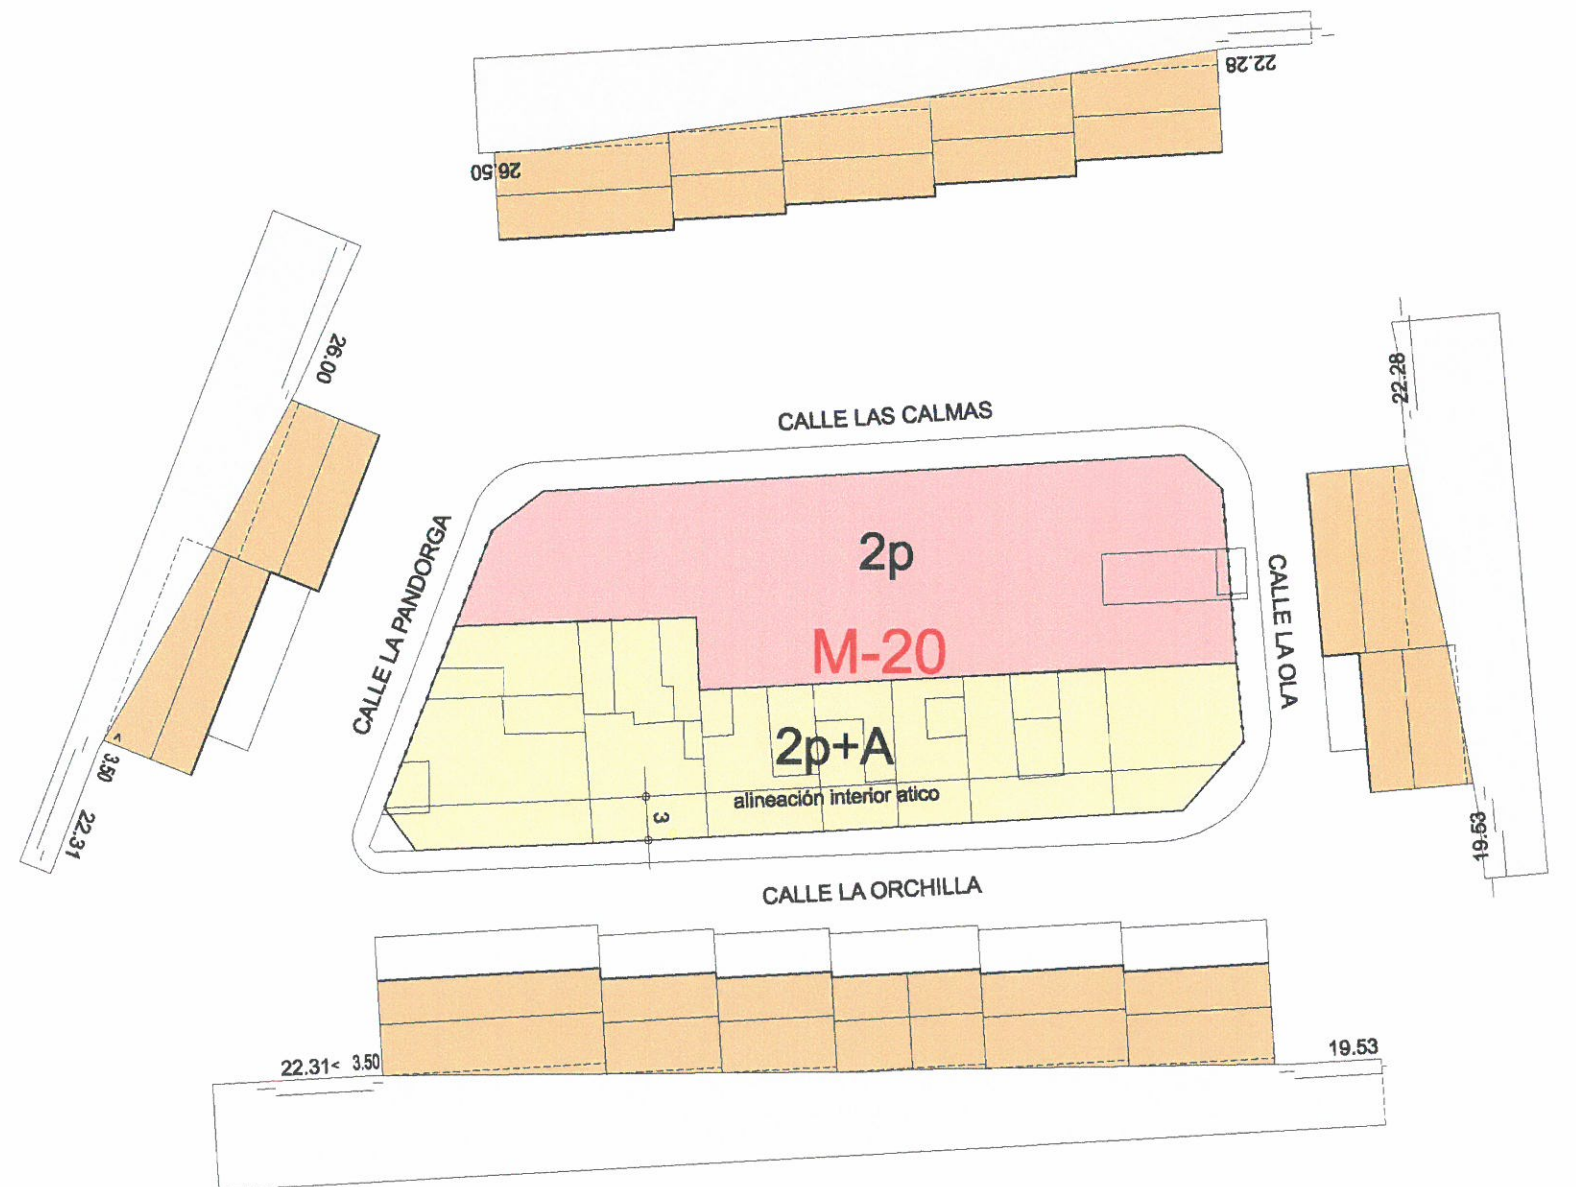 22.28
26.50
26.00
22.28
CALLE LAS CALMAS
CALLE LA PANDORGA
2p
CALLE LA OLA
M-20
2p+A
alineación interior atico
3
< 3.50
22.31
19.53
CALLE LA ORCHILLA
22.31< 3.50
19.53